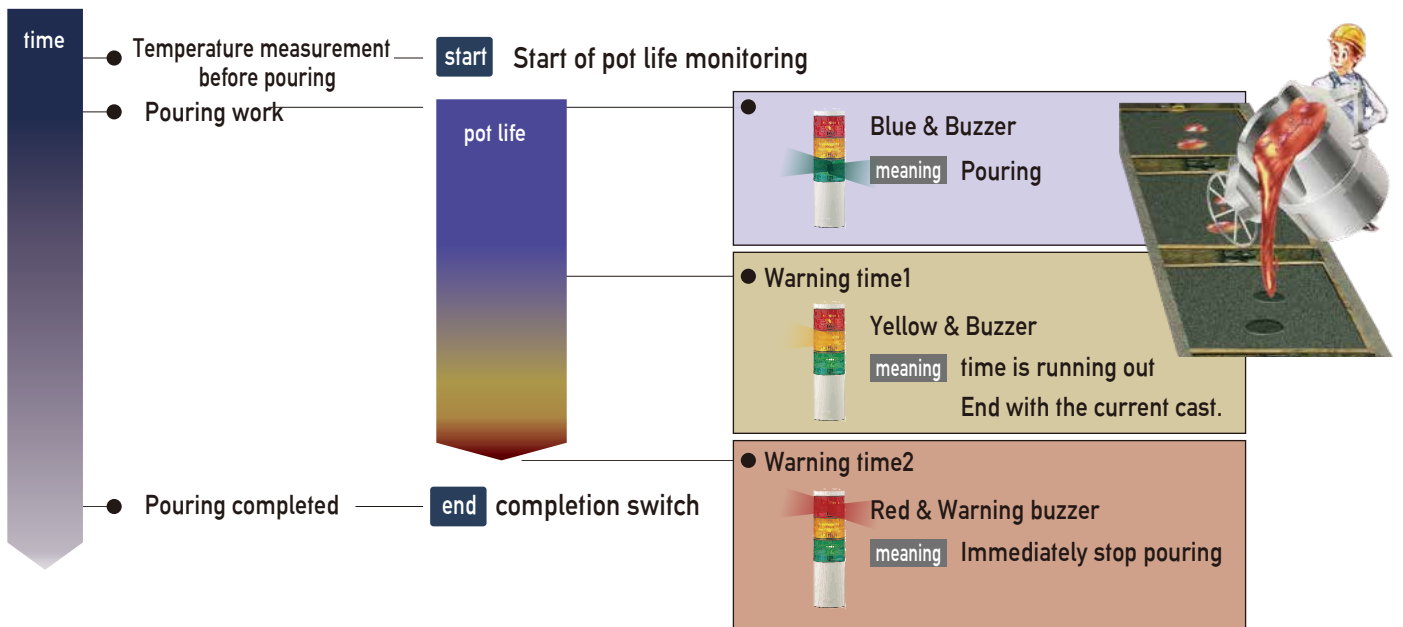 time
Temperature measurement
before pouring
start
Start of pot life monitoring
Pouring work
pot life
Blue & Buzzer
meaning Pouring
Warning time1
Yellow & Buzzer
meaning time is running out
End with the current cast.
Warning time2
Red & Warning buzzer
meaning Immediately stop pouring
Pouring completed
end completion switch